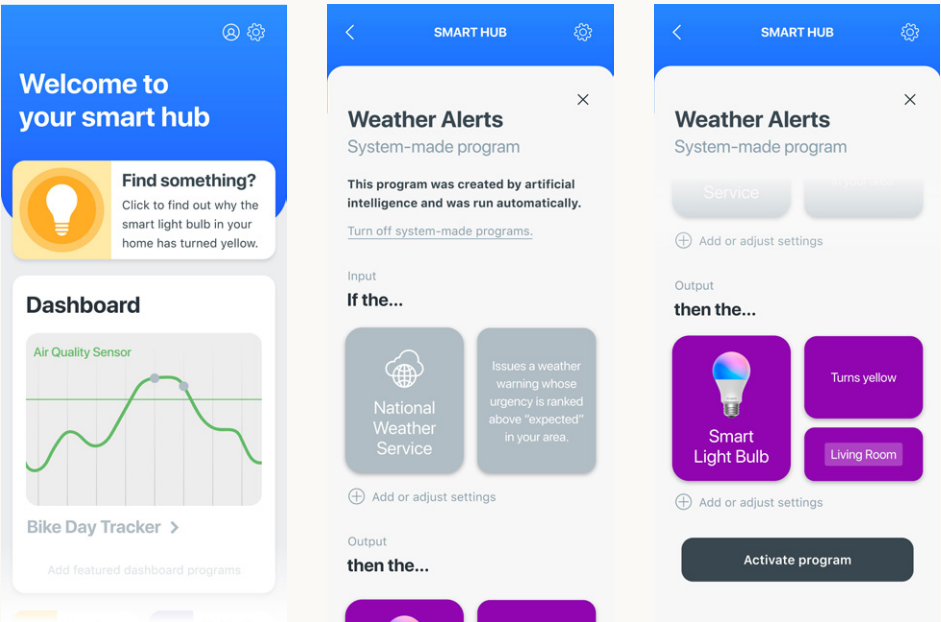 Welcome to
your smart hub
Find something?
Click to find out why the
smart light bulb in your
home has turned yellow.
Dashboard
Air Quality Sensor
Bike Day Tracker >
Add featured dashboard programs
SMART HUB
Weather Alerts
System-made program
This program was created by artificial
intelligence and was run automatically.
Turn off system-made programs.
Input
If the...
National
Weather
Service
Issues a weather
warning whose
urgency is ranked
above "expected"
in your area.
Add or adjust settings
Output
then the...
SMART HUB
Weather Alerts
System-made program
Service
Add or adjust settings
Output
then the...
Smart
Light Bulb
Turns yellow
Living Room
Add or adjust settings
Activate program